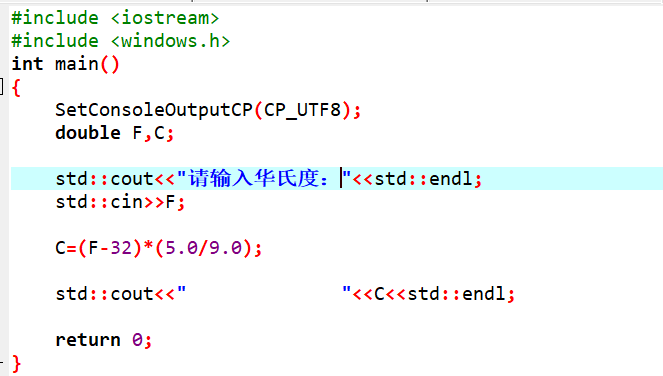 #include <iostream>
#include <windows.h>
int main()
{
    SetConsoleOutputCP(CP_UTF8);
    double F,C;
    std::cout<<"请输入华氏度："<<std::endl;
    std::cin>>F;
    C=(F-32)*(5.0/9.0);
    std::cout<<"              "<<C<<std::endl;
    return 0;
}